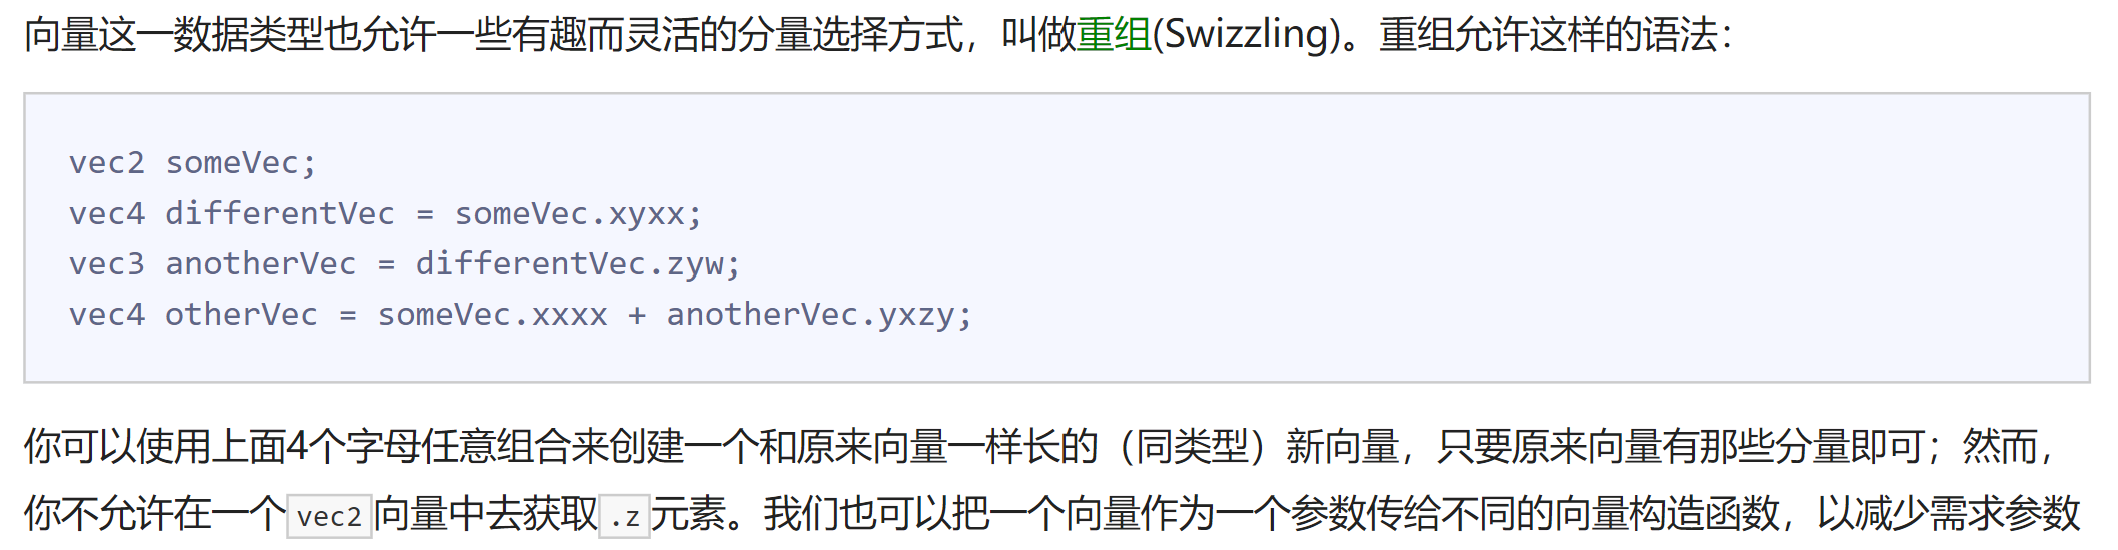 向量这一数据类型也允许一些有趣而灵活的分量选择方式，叫做重组(Swizzling)。重组允许这样的语法：
vec2 someVec;
vec4 differentVec = someVec.xyxx;
vec3 anotherVec = differentVec.zyw;
vec4 otherVec = someVec.xxxx + anotherVec.yxzy;
你可以使用上面4个字母任意组合来创建一个和原来向量一样长的（同类型）新向量，只要原来向量有那些分量即可；然而，
你不允许在一个vec2向量中去获取.z元素。我们也可以把一个向量作为一个参数传给不同的向量构造函数，以减少需求参数